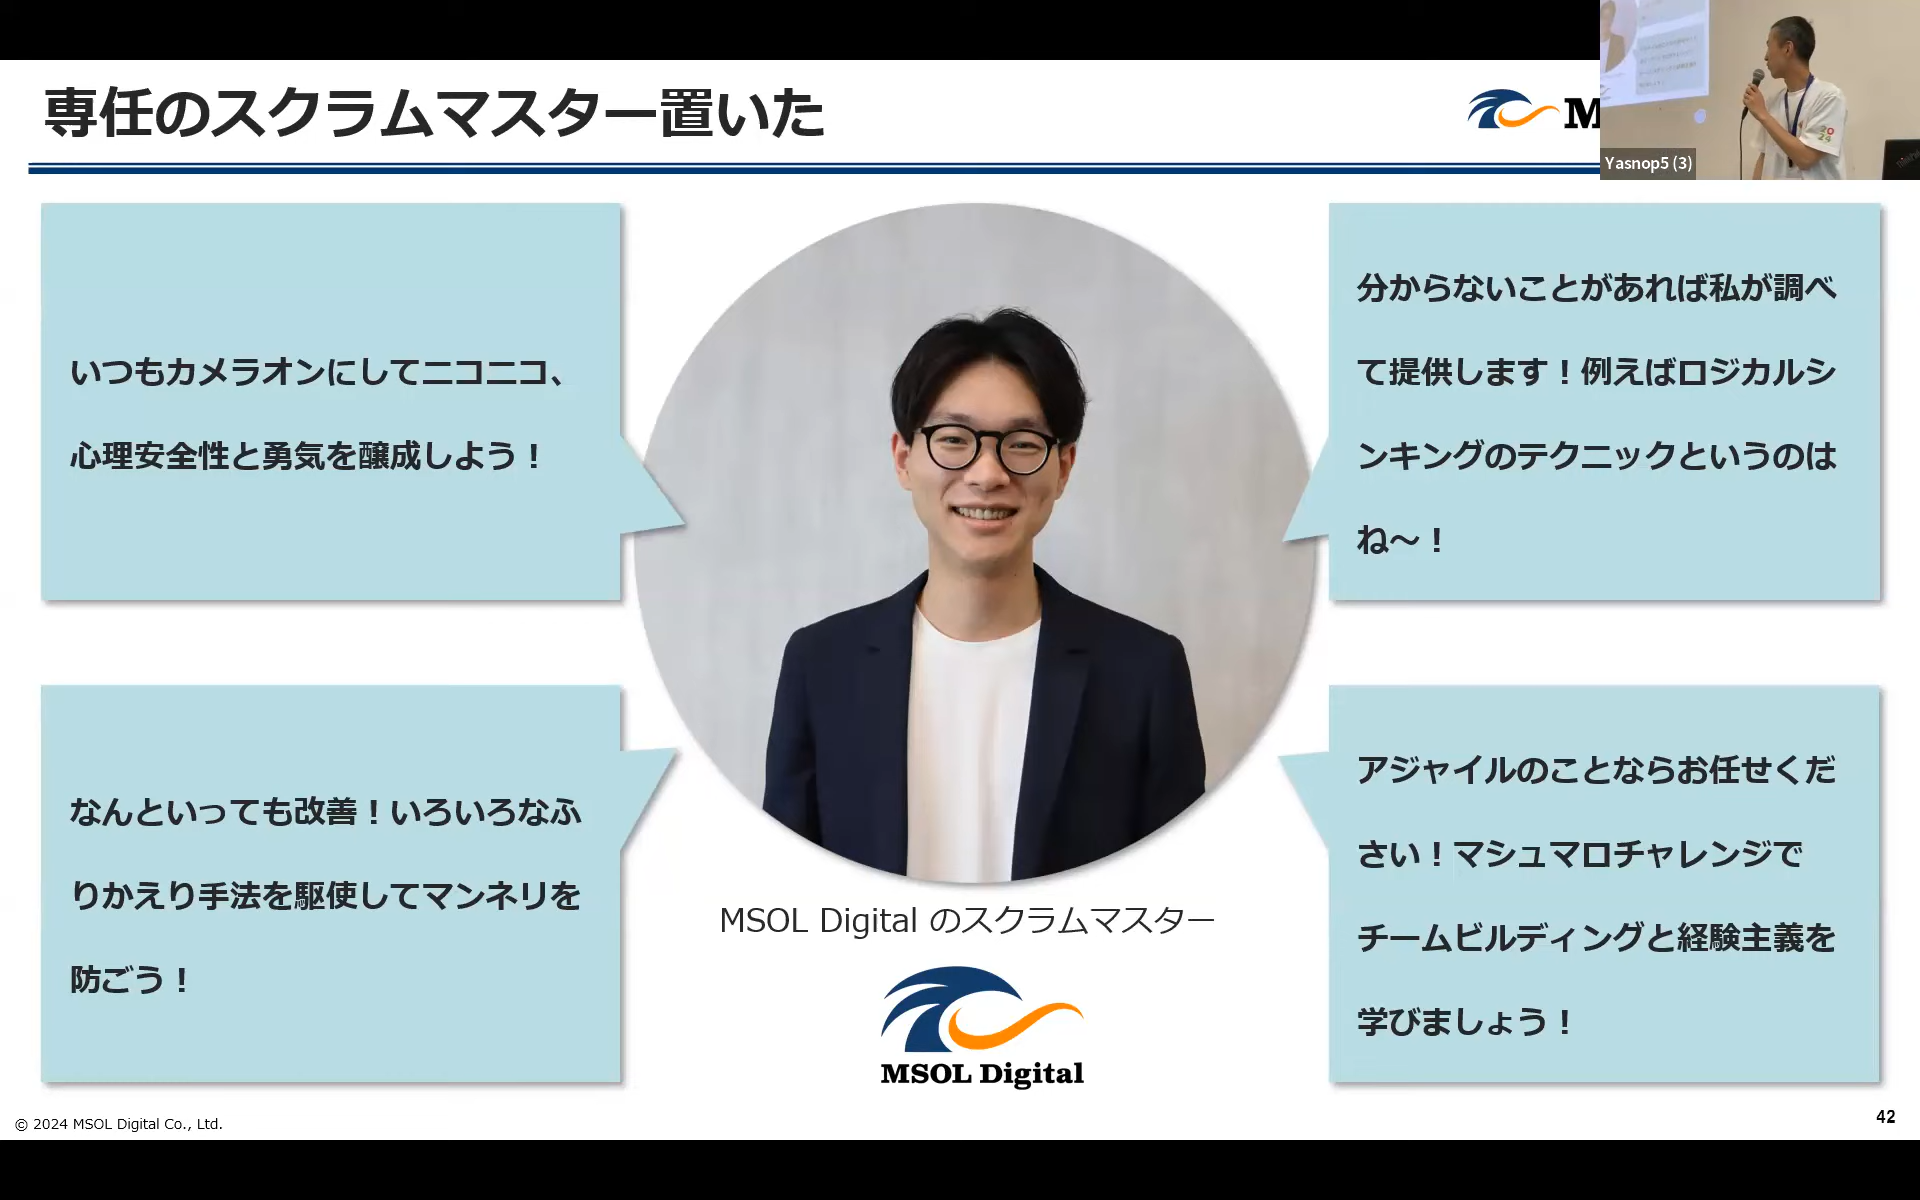 専任のスクラムマスター置いた
M
Yasnop5 (3)
いつもカメラオンにしてニコニコ、
心理安全性と勇気を醸成しよう！
分からないことがあれば私が調べ
て提供します！例えばロジカルシ
ンキングのテクニックというのは
ね～！
なんといっても改善！いろいろなふ
りかえり手法を駆使してマンネリを
防ごう！
アジャイルのことならお任せくだ
さい！マシュマロチャレンジで
チームビルディングと経験主義を
学びましょう！
MSOL Digital のスクラムマスター
MSOL Digital
© 2024 MSOL Digital Co., Ltd.
42